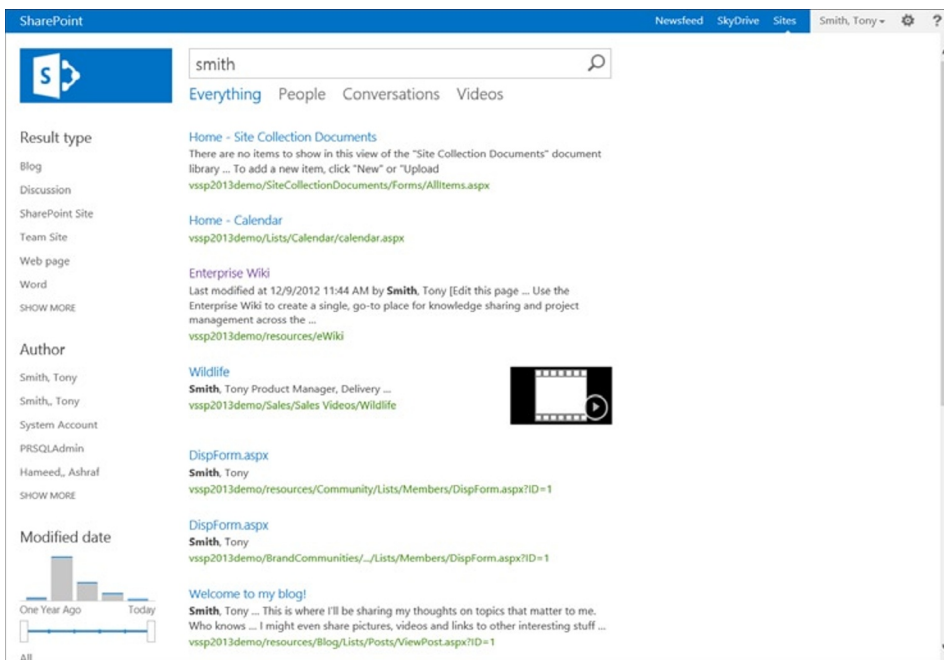 SharePoint
Newsfeed SkyDrive Sites Smith, Tony ?
S
smith
Everything People Conversations Videos
Result type
Blog
Discussion
SharePoint Site
Team Site
Web page
Word
SHOW MORE
Author
Smith, Tony
Smith,, Tony
System Account
PRSQLAdmin
Hameed,, Ashraf
SHOW MORE
Modified date
One Year Ago Today
All
Home - Site Collection Documents
There are no items to show in this view of the "Site Collection Documents" document
library ... To add a new item, click "New" or "Upload
vssp2013demo/SiteCollectionDocuments/Forms/AllItems.aspx
Home - Calendar
vssp2013demo/Lists/Calendar/calendar.aspx
Enterprise Wiki
Last modified at 12/9/2012 11:44 AM by Smith, Tony [Edit this page ... Use the
Enterprise Wiki to create a single, go-to place for knowledge sharing and project
management across the ...
vssp2013demo/resources/eWiki
Wildlife
Smith, Tony Product Manager, Delivery ...
vssp2013demo/Sales/Sales Videos/Wildlife
DispForm.aspx
Smith, Tony
vssp2013demo/resources/Community/Lists/Members/DispForm.aspx?ID=1
DispForm.aspx
Smith, Tony
vssp2013demo/BrandCommunities/.../Lists/Members/DispForm.aspx?ID=1
Welcome to my blog!
Smith, Tony ... This is where I'll be sharing my thoughts on topics that matter to me.
Who knows ... I might even share pictures, videos and links to other interesting stuff ...
vssp2013demo/resources/Blog/Lists/Posts/ViewPost.aspx?ID=1